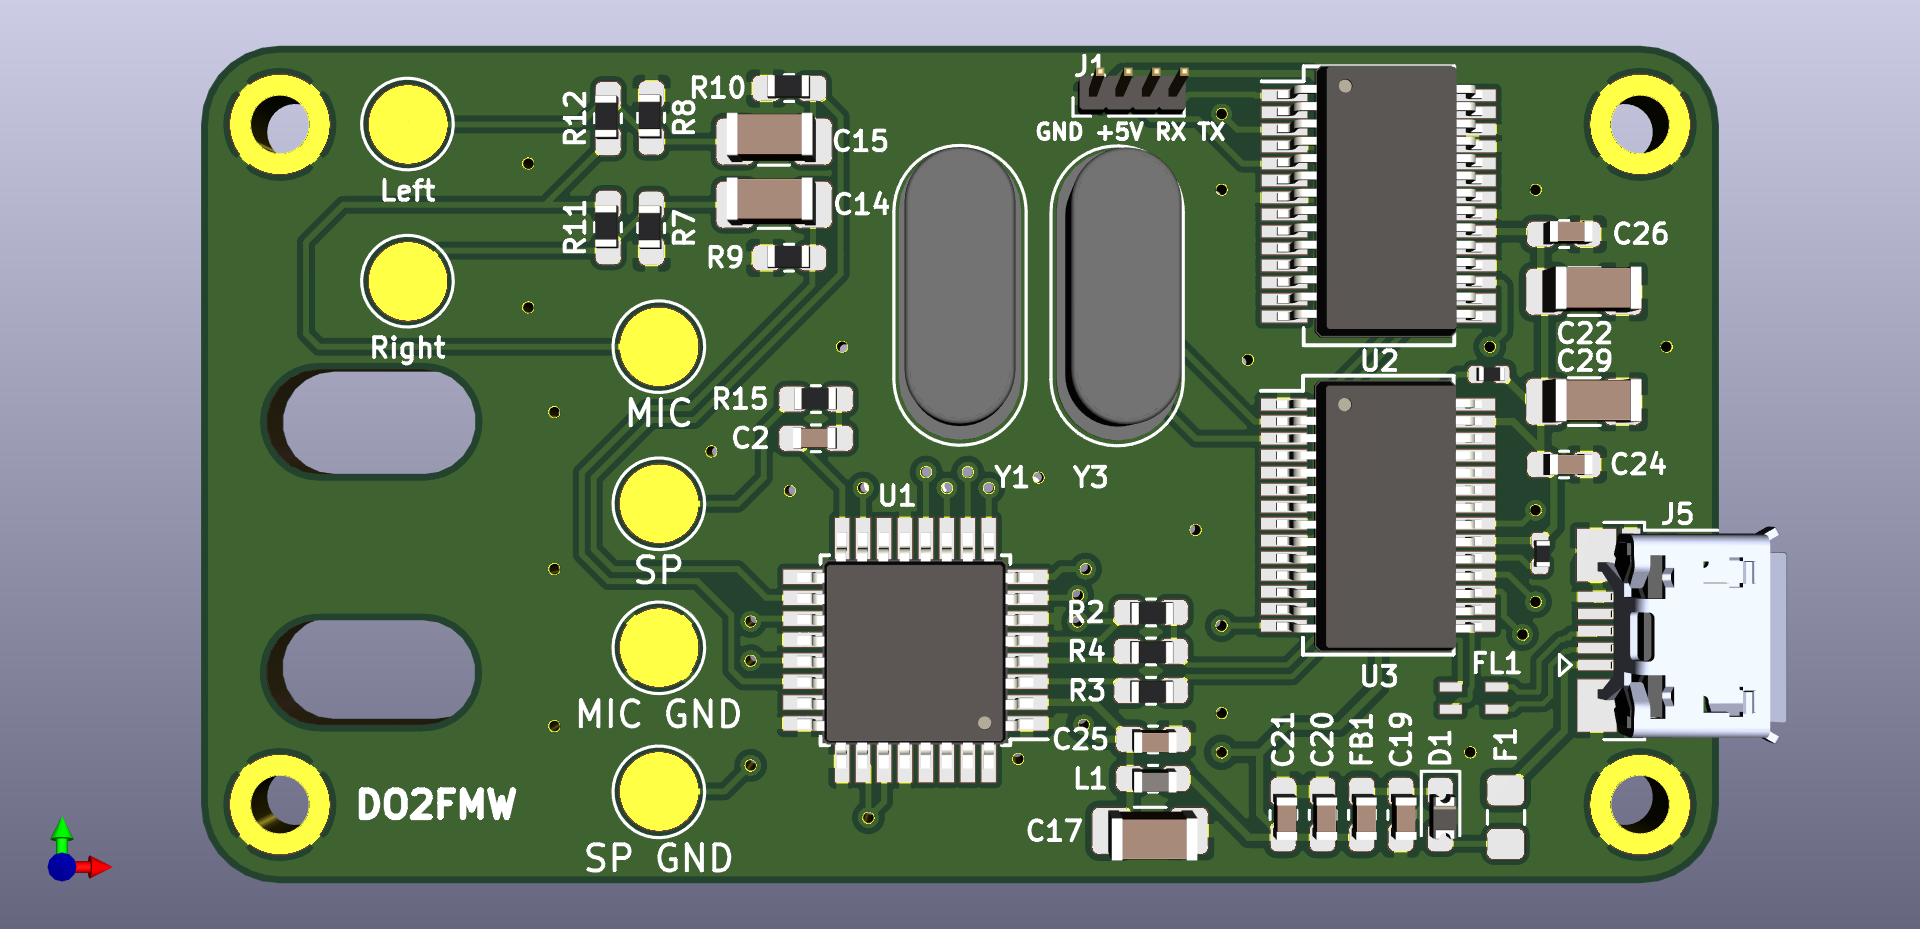 J1
R10
R12
R8
C15
GND +5V RX TX
Left
C14
R11
R7
C26
R9
Right
C22
U2
C29
R15
MIC
C2
C24
Y1
Y3
U1
J5
SP
R2
R4
FL1
U3
R3
MIC GND
C25
C21
C20
FB1
C19
D1
F1
L1
DO2FMW
C17
SP GND